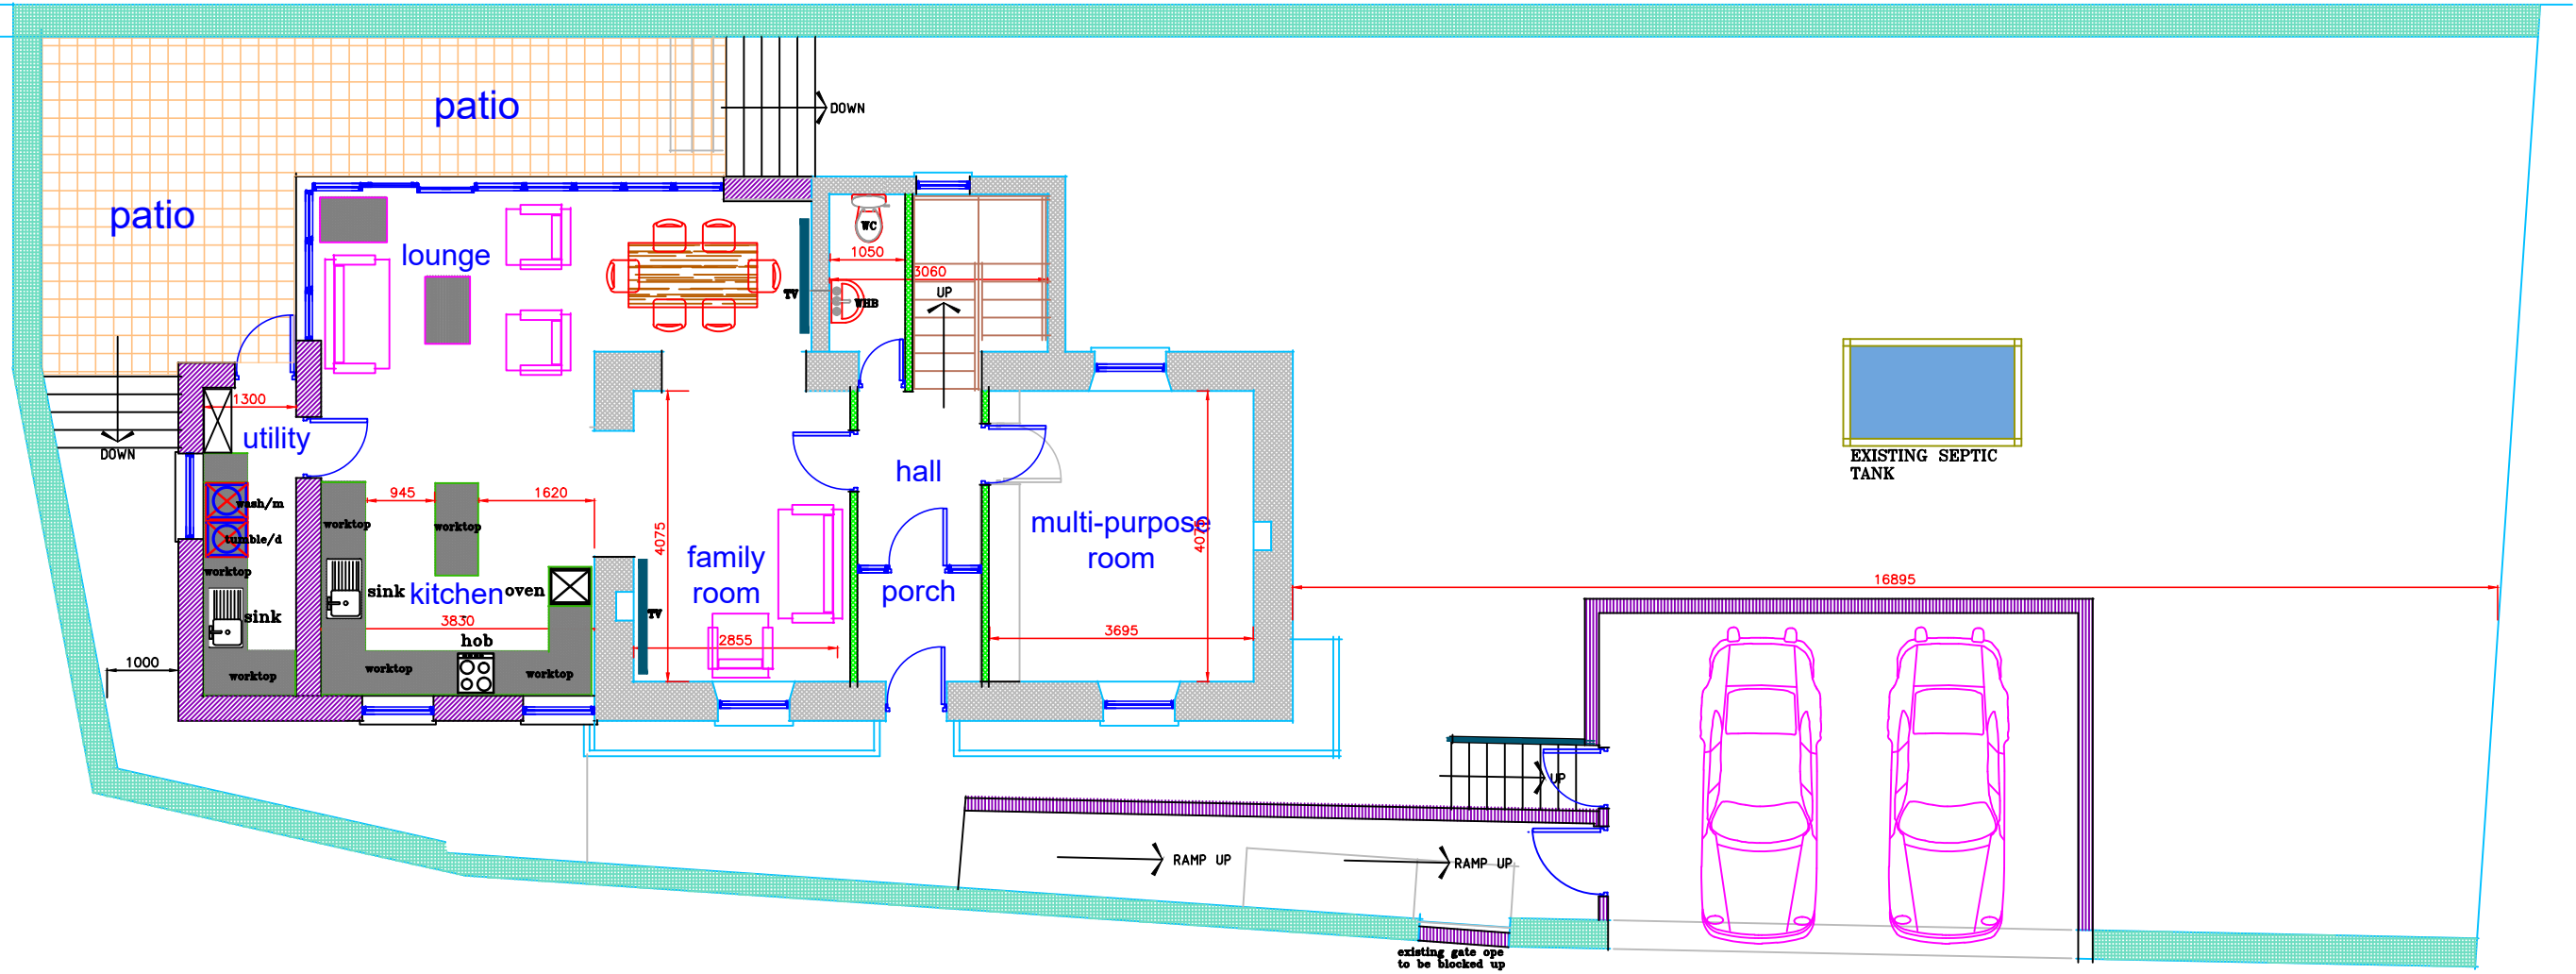 patio
DOWN
patio
lounge
WC
1050
3060
TV
WHB
UP
1300
utility
DOWN
hall
EXISTING SEPTIC
TANK
945
1620
wash/m
worktop
worktop
tumble/d
multi-purpose
room
4075
4075
family
room
worktop
sink
kitchen
oven
porch
16895
TV
sink
3830
hob
2855
3695
1000
worktop
worktop
worktop
UP
RAMP UP
RAMP UP
existing gate ope
to be blocked up